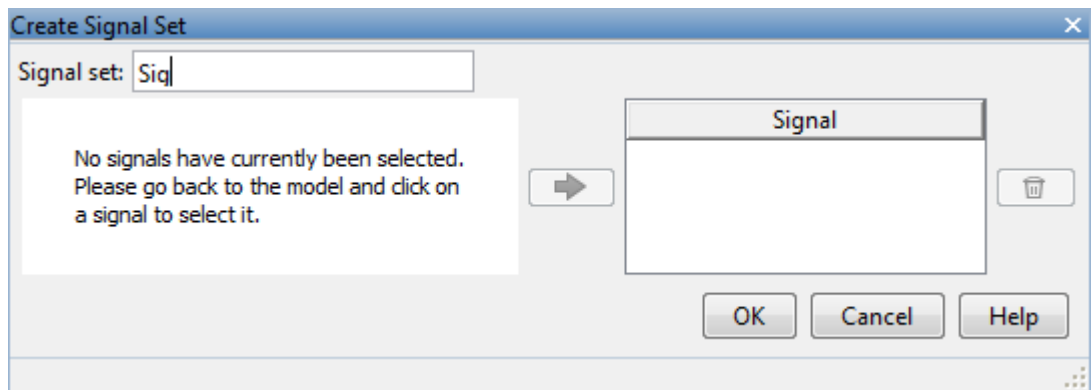 Create Signal Set
Signal set: Sig
No signals have currently been selected.
Please go back to the model and click on
a signal to select it.
Signal
OK Cancel Help